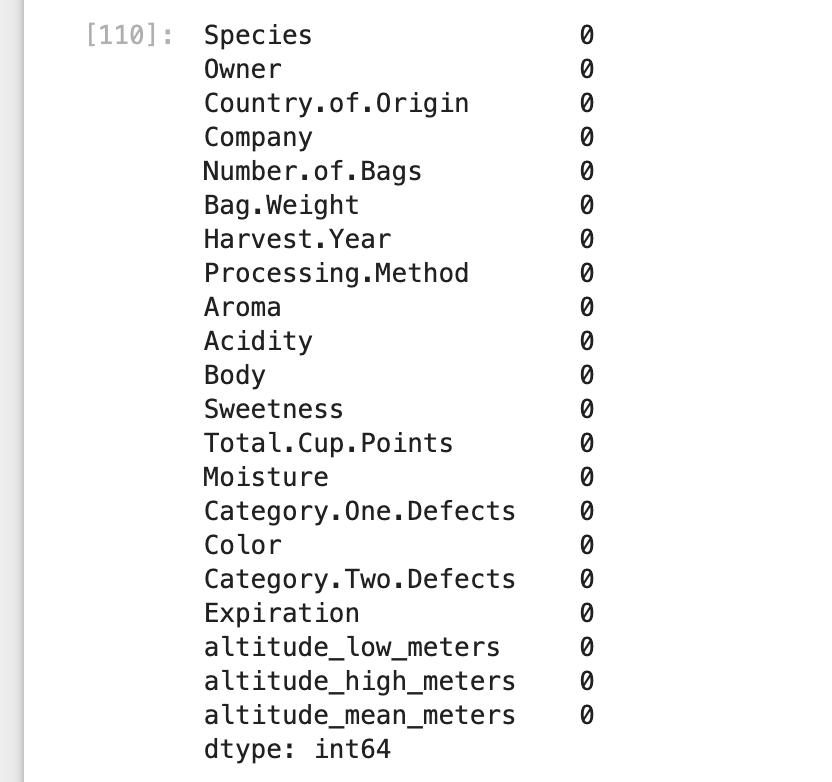 [110]: Species 0
Owner 0
Country.of.Origin 0
Company 0
Number.of.Bags 0
Bag.Weight 0
Harvest.Year 0
Processing.Method 0
Aroma 0
Acidity 0
Body 0
Sweetness 0
Total.Cup.Points 0
Moisture 0
Category.One.Defects 0
Color 0
Category.Two.Defects 0
Expiration 0
altitude_low_meters 0
altitude_high_meters 0
altitude_mean_meters 0
dtype: int64